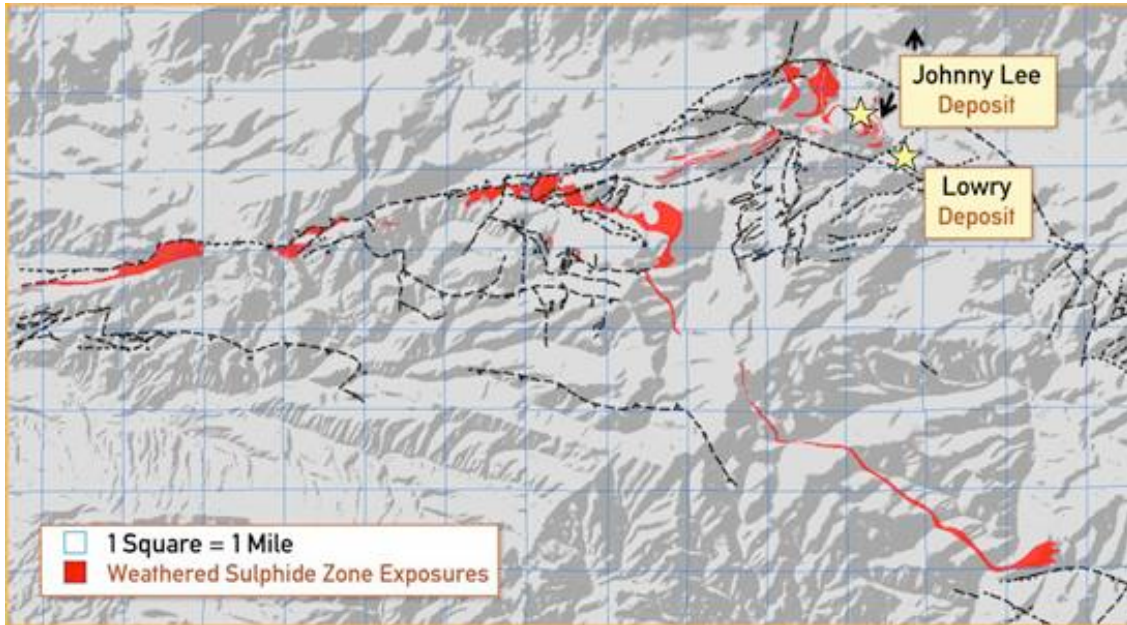 Johnny Lee
Deposit
Lowry
Deposit
1 Square = 1 Mile
Weathered Sulphide Zone Exposures